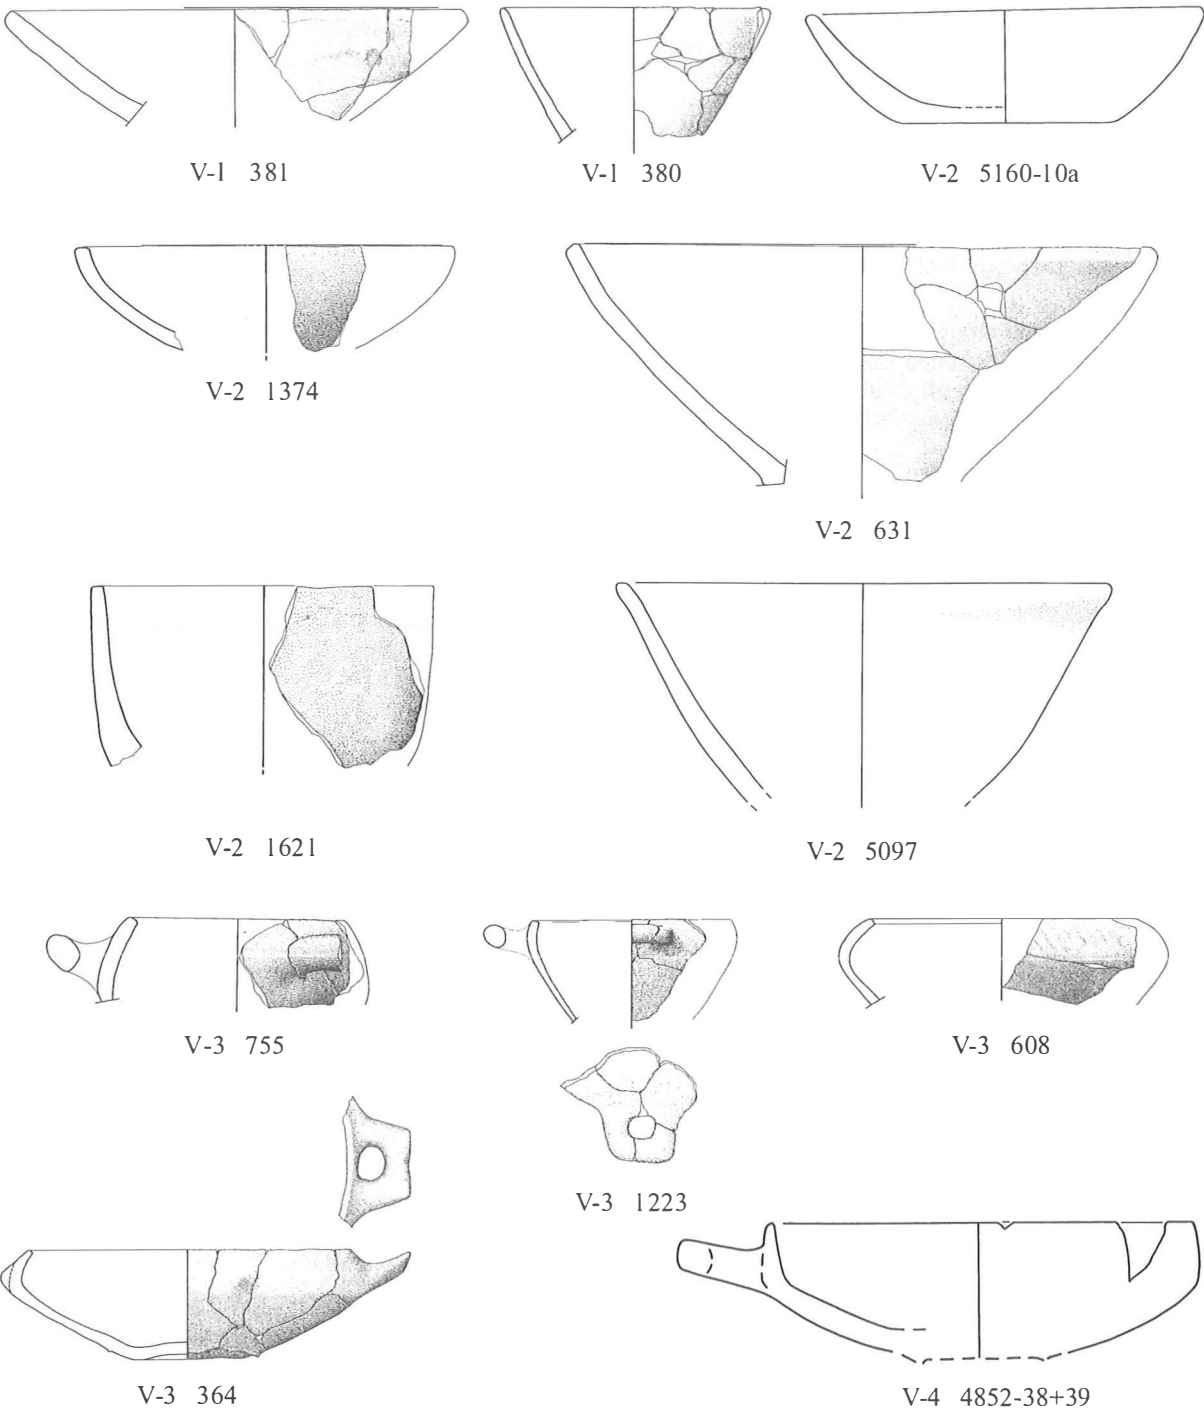 V-1 381
V-1 380
V-2 5160-10a
V-2 1374
V-2 631
V-2 1621
V-2 5097
V-3 755
V-3 608
V-3 1223
V-3 364
V-4 4852-38+39